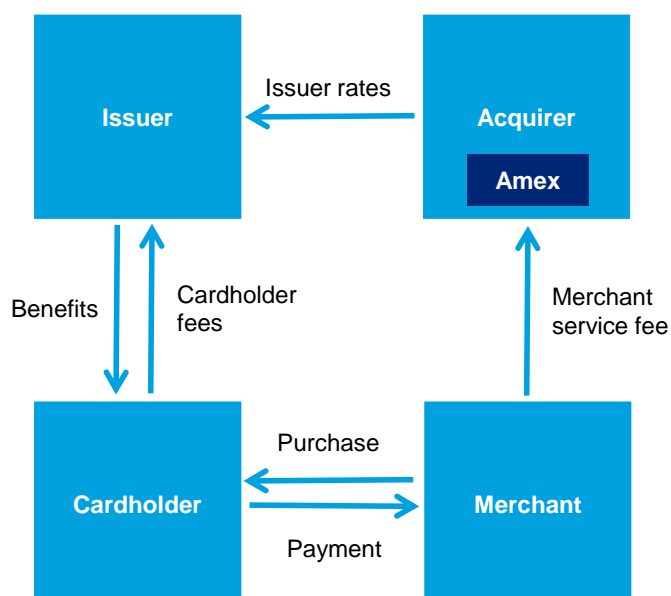 Issuer rates
Issuer
Acquirer
Amex
Benefits
Cardholder
fees
Merchant
service fee
Purchase
Cardholder
Merchant
Payment